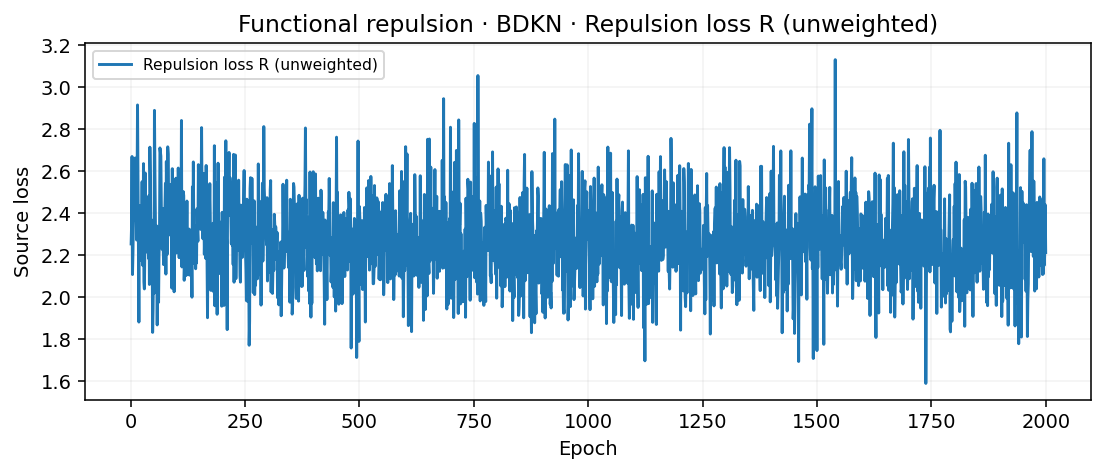 Functional repulsion · BDKN · Repulsion loss R (unweighted)
Repulsion loss R (unweighted)
Source loss
3.2
3.0
2.8
2.6
2.4
2.2
2.0
1.8
1.6
0 250 500 750 1000 1250 1500 1750 2000
Epoch